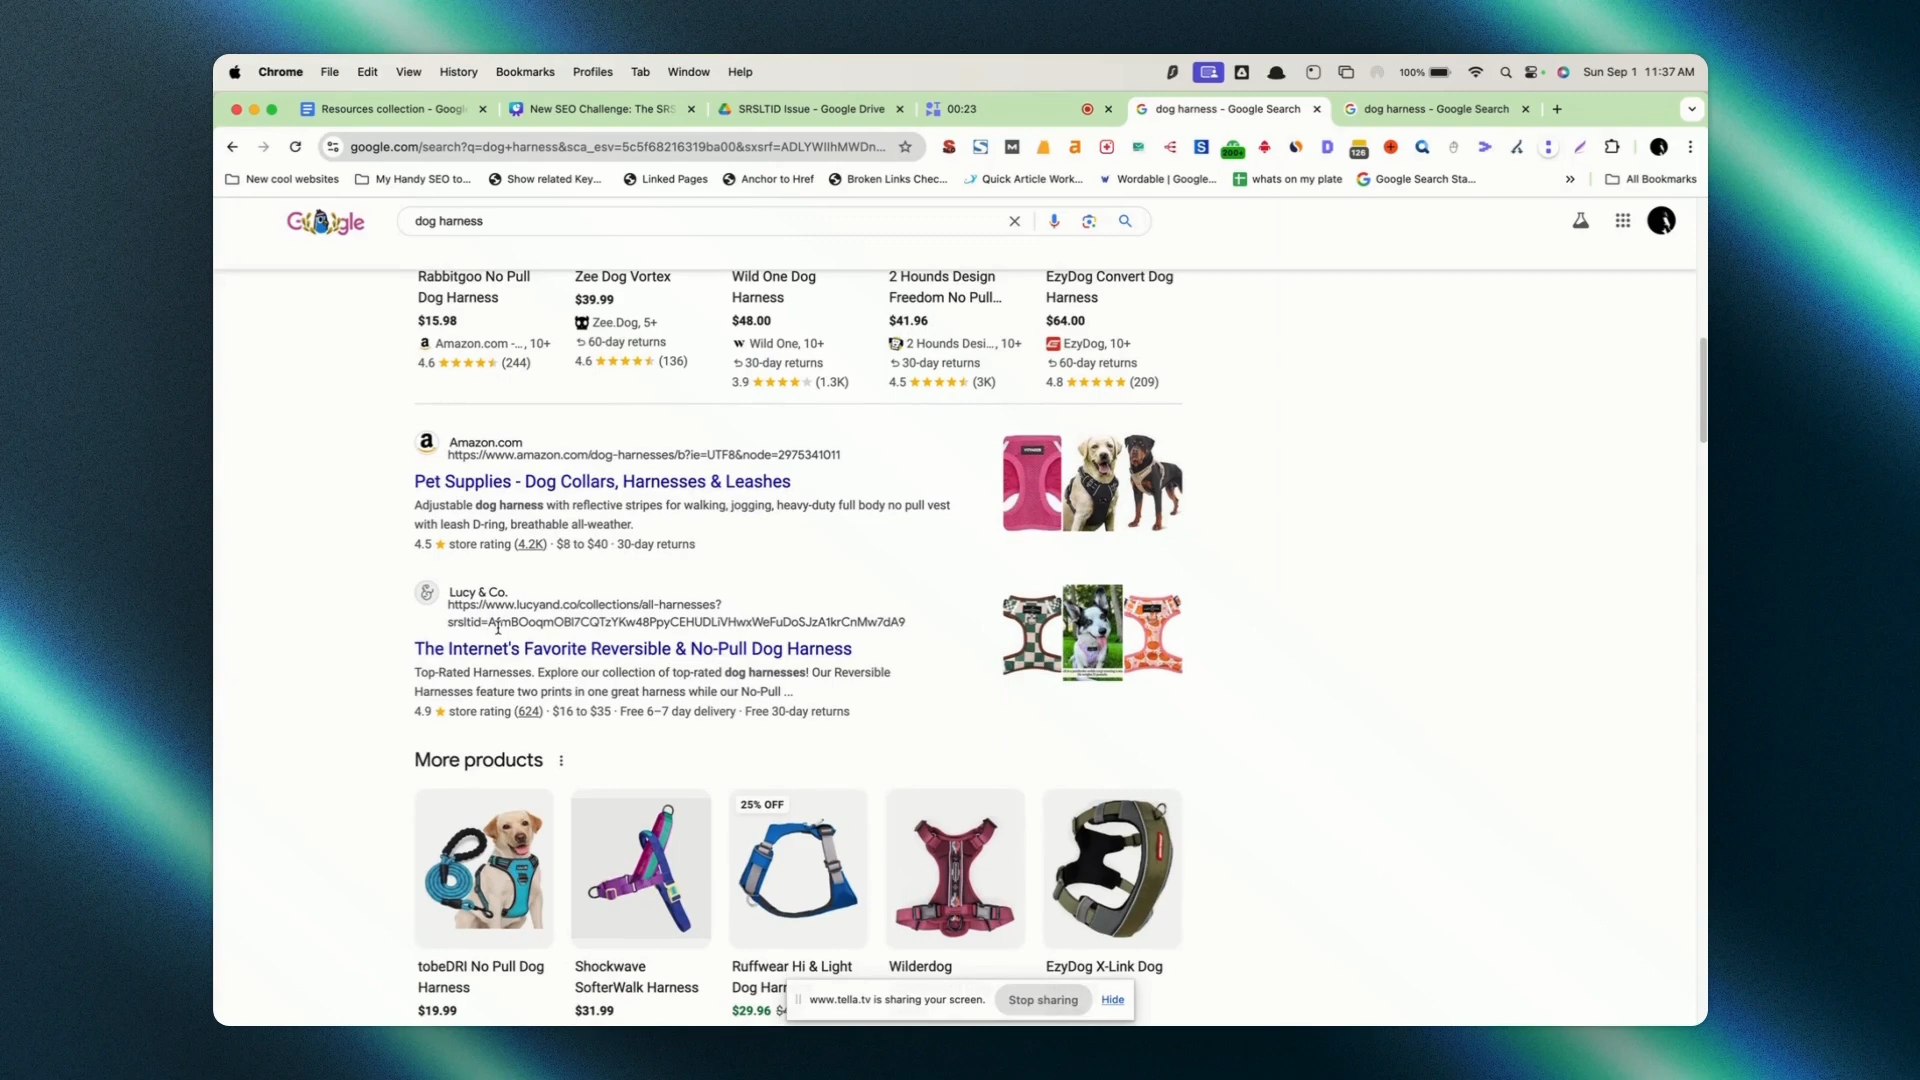 Chrome File Edit View History Bookmarks Profiles Tab Window Help 100% Sun Sep 1 11:37 AM
Resources collection - Googl New SEO Challenge: The SRS SRSLTID Issue - Google Drive 00:23 dog harness - Google Search dog harness - Google Search
google.com/search?q=dog+harness&sca_esv=5c5f68216319ba00&sxsrf=ADLYWIIhMWDn... 200+ 126
New cool websites My Handy SEO to... Show related Key... Linked Pages Anchor to Href Broken Links Chec... Quick Article Work... Wordable | Google... whats on my plate Google Search Sta... » All Bookmarks
Google dog harness
Rabbitgoo No Pull Dog Harness
$15.98
Amazon.com -..., 10+
4.6 (244)
Zee Dog Vortex
$39.99
Zee.Dog, 5+
60-day returns
4.6 (136)
Wild One Dog Harness
$48.00
Wild One, 10+
30-day returns
3.9 (1.3K)
2 Hounds Design Freedom No Pull...
$41.96
2 Hounds Desi..., 10+
30-day returns
4.5 (3K)
EzyDog Convert Dog Harness
$64.00
EzyDog, 10+
60-day returns
4.8 (209)
Amazon.com
https://www.amazon.com/dog-harnesses/b?ie=UTF8&node=2975341011
Pet Supplies - Dog Collars, Harnesses & Leashes
Adjustable dog harness with reflective stripes for walking, jogging, heavy-duty full body no pull vest
with leash D-ring, breathable all-weather.
4.5 ★ store rating (4.2K) · $8 to $40 · 30-day returns
Lucy & Co.
https://www.lucyand.co/collections/all-harnesses?
srsltid=AfmBOoqmOBl7CQTzYKw48PpyCEHUDLiVHwxWeFuDoSJzA1krCnMw7dA9
The Internet's Favorite Reversible & No-Pull Dog Harness
Top-Rated Harnesses. Explore our collection of top-rated dog harnesses! Our Reversible
Harnesses feature two prints in one great harness while our No-Pull ...
4.9 ★ store rating (624) · $16 to $35 · Free 6–7 day delivery · Free 30-day returns
More products
25% OFF
tobeDRI No Pull Dog
Harness
$19.99
Shockwave
SofterWalk Harness
$31.99
Ruffwear Hi & Light
Dog Har
$29.96
Wilderdog
EzyDog X-Link Dog
www.tella.tv is sharing your screen. Stop sharing Hide